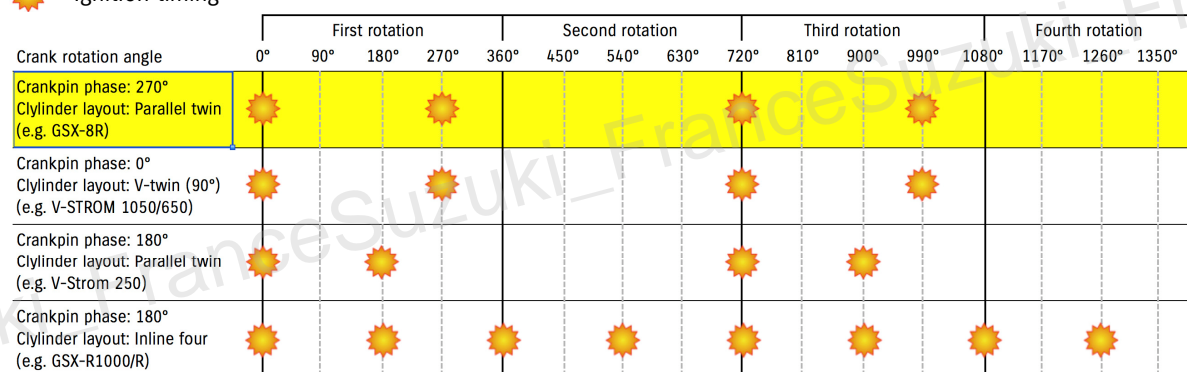 Ignition timing
First rotation Second rotation Third rotation Fourth rotation
Crank rotation angle 0° 90° 180° 270° 360° 450° 540° 630° 720° 810° 900° 990° 1080° 1170° 1260° 1350°
Crankpin phase: 270°
Clylinder layout: Parallel twin
(e.g. GSX-8R)
Crankpin phase: 0°
Clylinder layout: V-twin (90°)
(e.g. V-STROM 1050/650)
Crankpin phase: 180°
Clylinder layout: Parallel twin
(e.g. V-Strom 250)
Crankpin phase: 180°
Clylinder layout: Inline four
(e.g. GSX-R1000/R)
ki_FranceSuzuki_FranceSuzuki_Fr